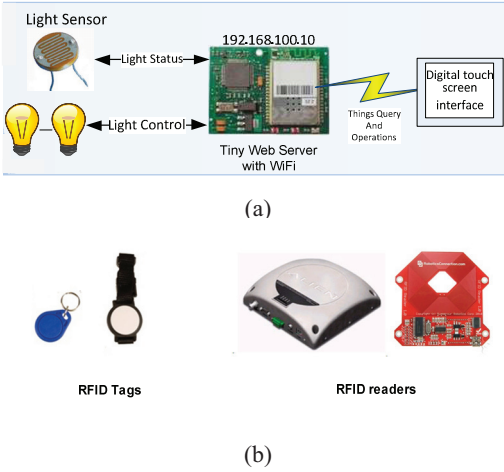 Light Sensor
192.168.100.10
Light Status
Digital touch
screen
interface
Light Control
Things Query
And
Operations
Tiny Web Server
with WiFi
(a)
RFID Tags
RFID readers
(b)